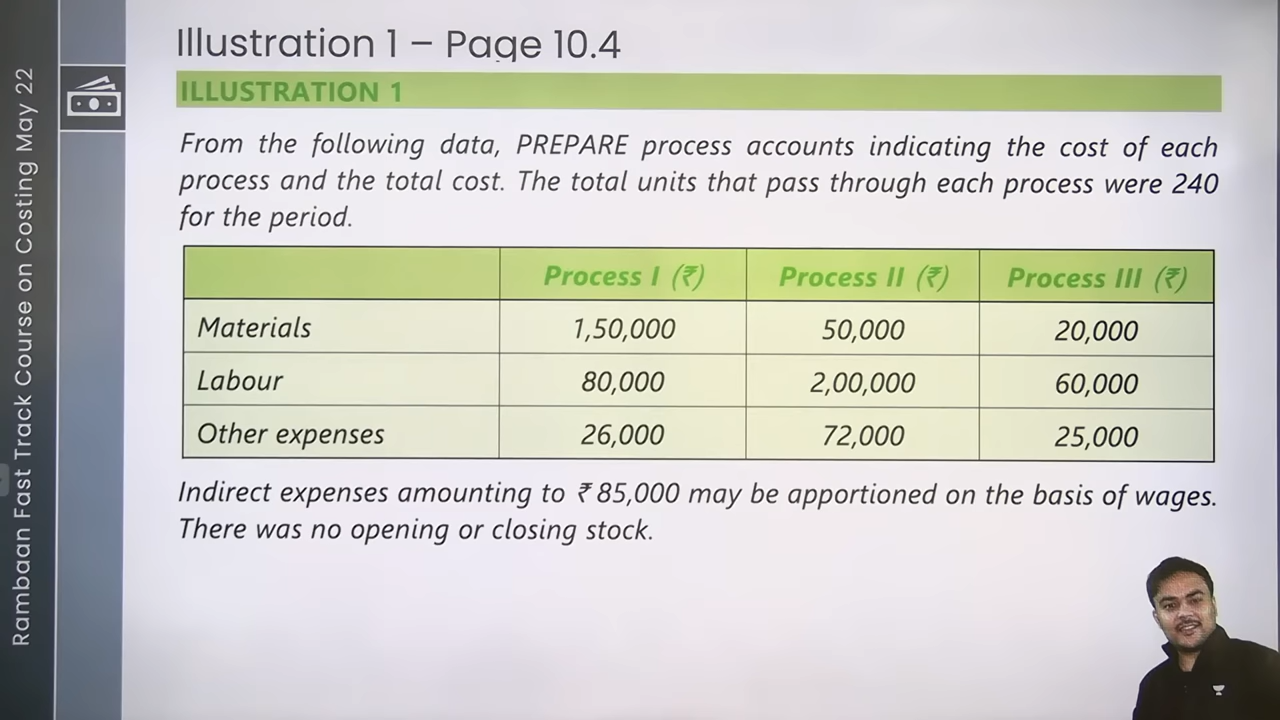 Rambaan Fast Track Course on Costing May 22
Illustration 1 – Page 10.4
ILLUSTRATION 1
From the following data, PREPARE process accounts indicating the cost of each
process and the total cost. The total units that pass through each process were 240
for the period.
Process I (₹) Process II (₹) Process III (₹)
Materials 1,50,000 50,000 20,000
Labour 80,000 2,00,000 60,000
Other expenses 26,000 72,000 25,000
Indirect expenses amounting to ₹ 85,000 may be apportioned on the basis of wages.
There was no opening or closing stock.